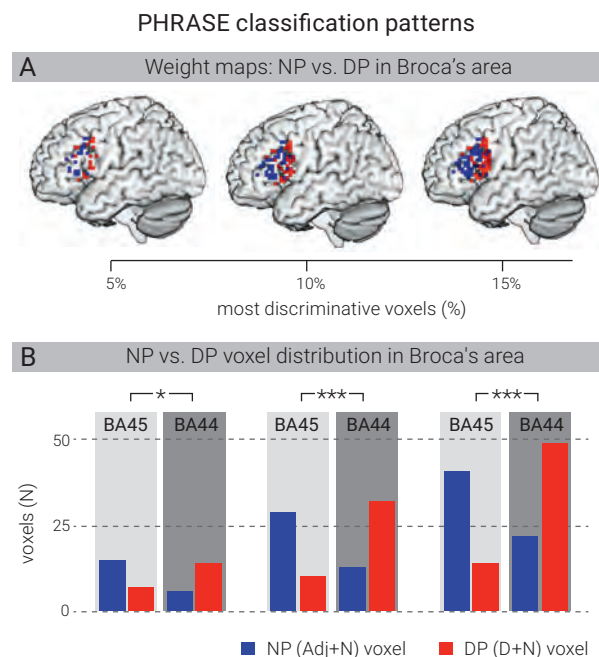 PHRASE classification patterns
A Weight maps: NP vs. DP in Broca's area
5% 10% 15%
most discriminative voxels (%)
B NP vs. DP voxel distribution in Broca's area
* *** ***
BA45 BA44 BA45 BA44 BA45 BA44
50
25
0
voxels (N)
NP (Adj+N) voxel DP (D+N) voxel